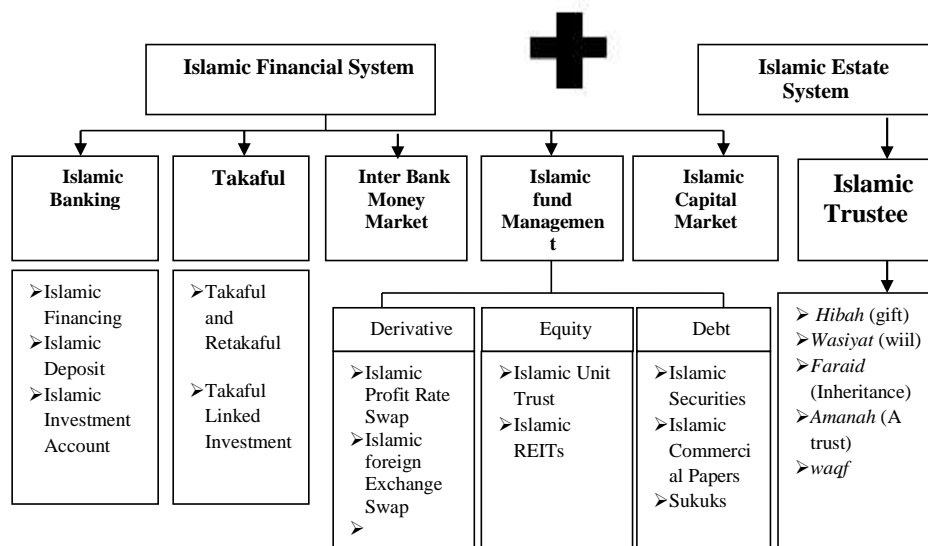 Islamic Financial System
Islamic Estate
System
Islamic
Banking
Takaful
Inter Bank
Money
Market
Islamic
fund
Managemen
t
Islamic
Capital
Market
Islamic
Trustee
➢Islamic
Financing
➢Islamic
Deposit
➢Islamic
Investment
Account
➢Takaful
and
Retakaful
➢Takaful
Linked
Investment
Derivative
➢Islamic
Profit Rate
Swap
➢Islamic
foreign
Exchange
Swap
➢
Equity
➢Islamic Unit
Trust
➢Islamic
REITs
Debt
➢Islamic
Securities
➢Islamic
Commerci
al Papers
➢Sukuks
➢ Hibah (gift)
➢Wasiyat (wiil)
➢Faraid
(Inheritance)
➢Amanah (A
trust)
➢waqf